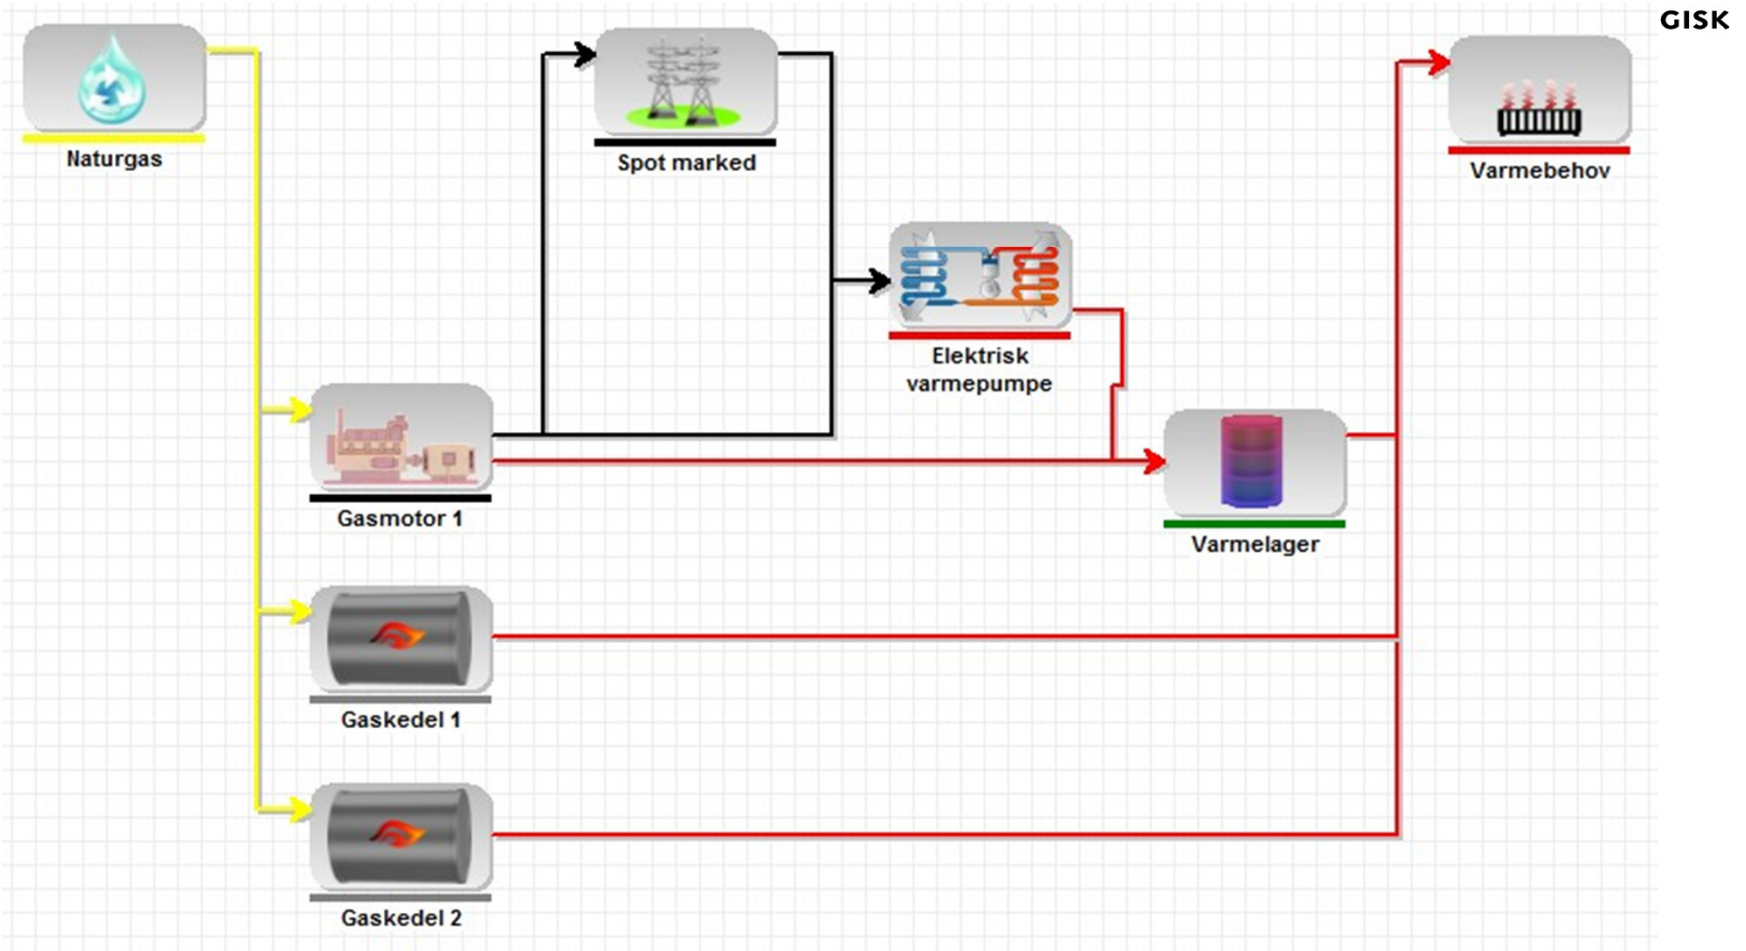 GISK
Naturgas
Spot marked
Varmebehov
Elektrisk
varmepumpe
Gasmotor 1
Varmelager
Gaskedel 1
Gaskedel 2